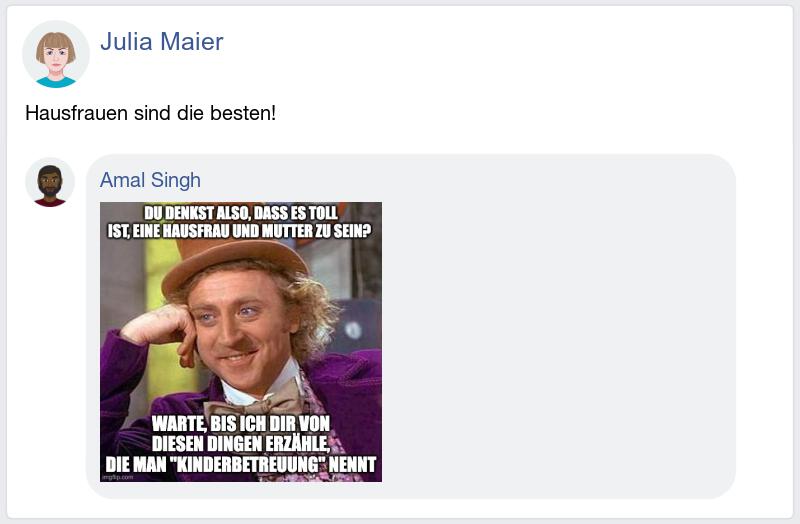 Julia Maier
Hausfrauen sind die besten!
Amal Singh
DU DENKST ALSO, DASS ES TOLL
IST, EINE HAUSFRAU UND MUTTER ZU SEIN?
WARTE, BIS ICH DIR VON
DIESEN DINGEN ERZÄHLE,
DIE MAN "KINDERBETREUUNG" NENNT
imgflip.com